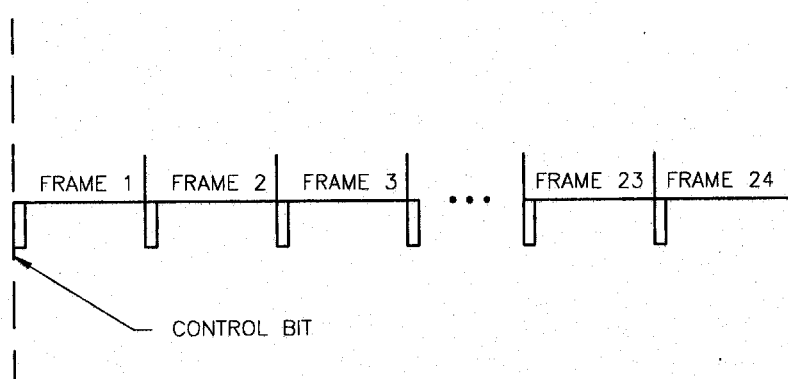 FRAME 1 FRAME 2 FRAME 3 ••• FRAME 23 FRAME 24
CONTROL BIT